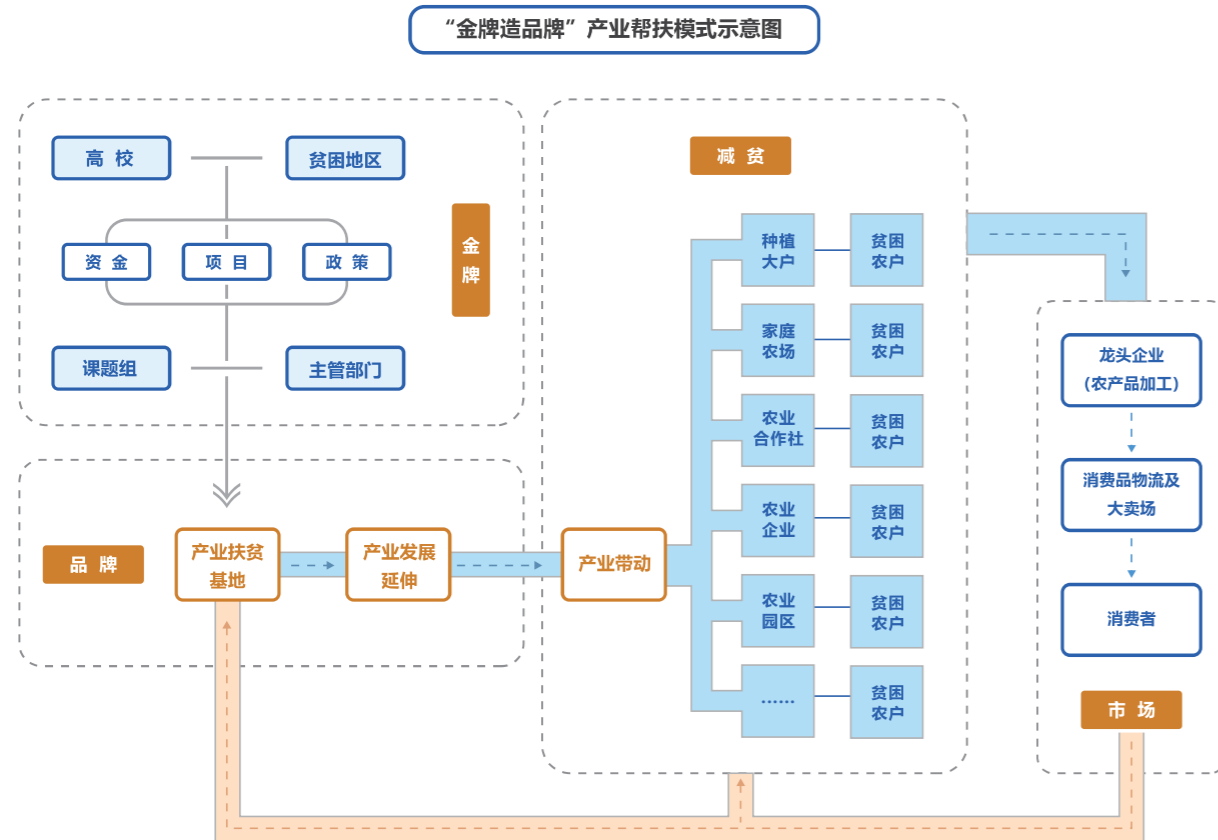 “金牌造品牌”产业帮扶模式示意图
高 校
贫困地区
资 金
项 目
政 策
金
牌
课题组
主管部门
品 牌
产业扶贫
基地
产业发展
延伸
减 贫
产业带动
种植
大户
贫困
农户
家庭
农场
贫困
农户
农业
合作社
贫困
农户
农业
企业
贫困
农户
农业
园区
贫困
农户
……
贫困
农户
龙头企业
(农产品加工)
消费品物流及
大卖场
消费者
市 场